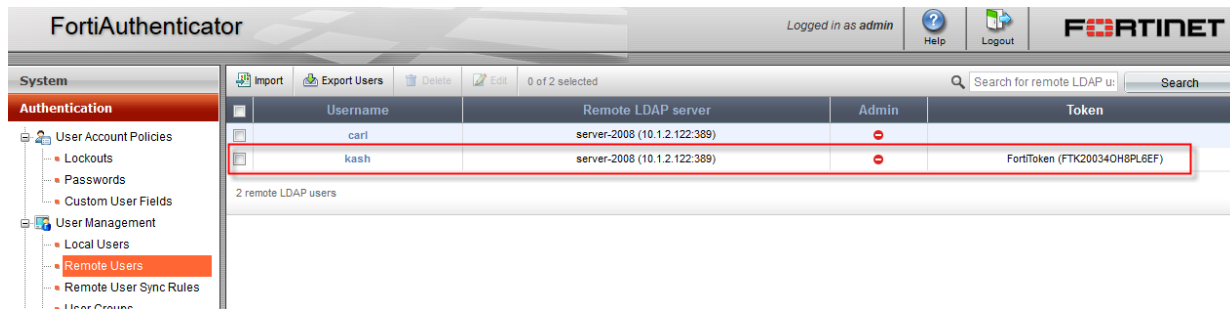 FortiAuthenticator
Logged in as admin
Help
Logout
FORTINET
System
Import Export Users Delete Edit 0 of 2 selected
Search for remote LDAP u: Search
Authentication
Username Remote LDAP server Admin Token
User Account Policies
carl server-2008 (10.1.2.122:389)
Lockouts
kash server-2008 (10.1.2.122:389) FortiToken (FTK20034OH8PL6EF)
Passwords
2 remote LDAP users
Custom User Fields
User Management
Local Users
Remote Users
Remote User Sync Rules
User Groups